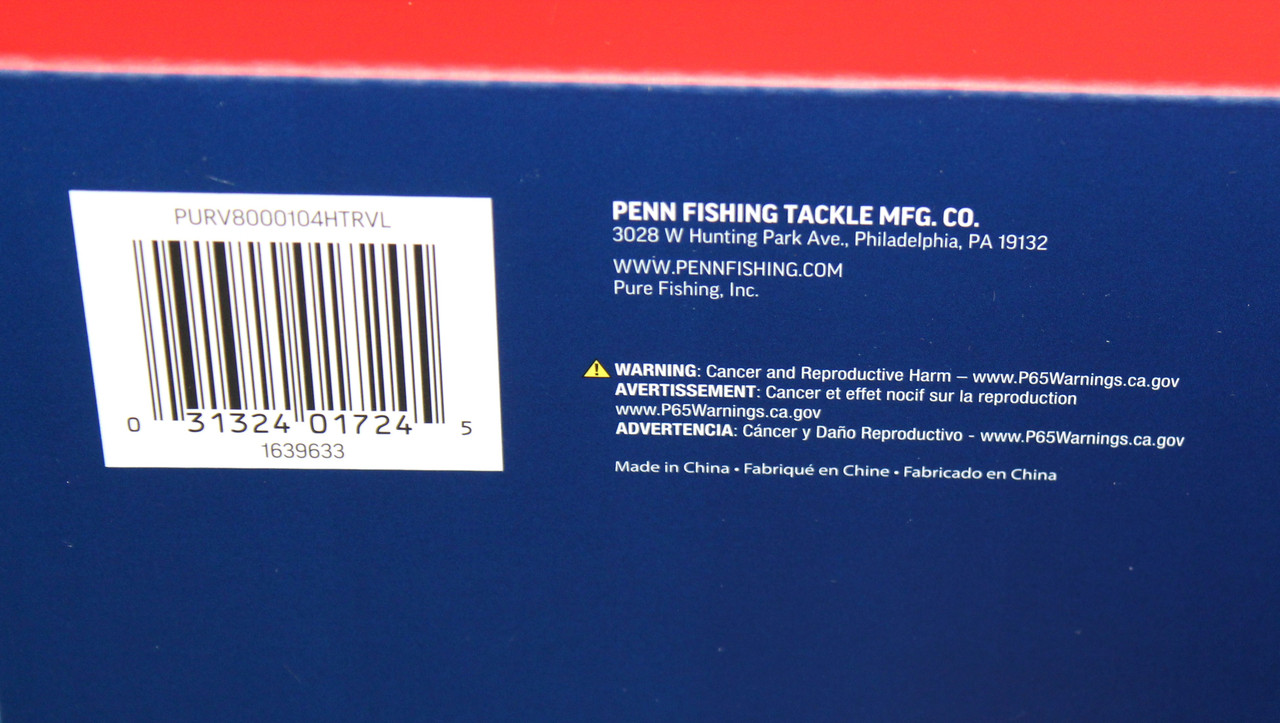 PURV8000104HTRVL
0 31324 01724 5
1639633
PENN FISHING TACKLE MFG. CO.
3028 W Hunting Park Ave., Philadelphia, PA 19132
WWW.PENNFISHING.COM
Pure Fishing, Inc.
WARNING: Cancer and Reproductive Harm – www.P65Warnings.ca.gov
AVERTISSEMENT: Cancer et effet nocif sur la reproduction
www.P65Warnings.ca.gov
ADVERTENCIA: Cáncer y Daño Reproductivo - www.P65Warnings.ca.gov
Made in China • Fabriqué en Chine • Fabricado en China